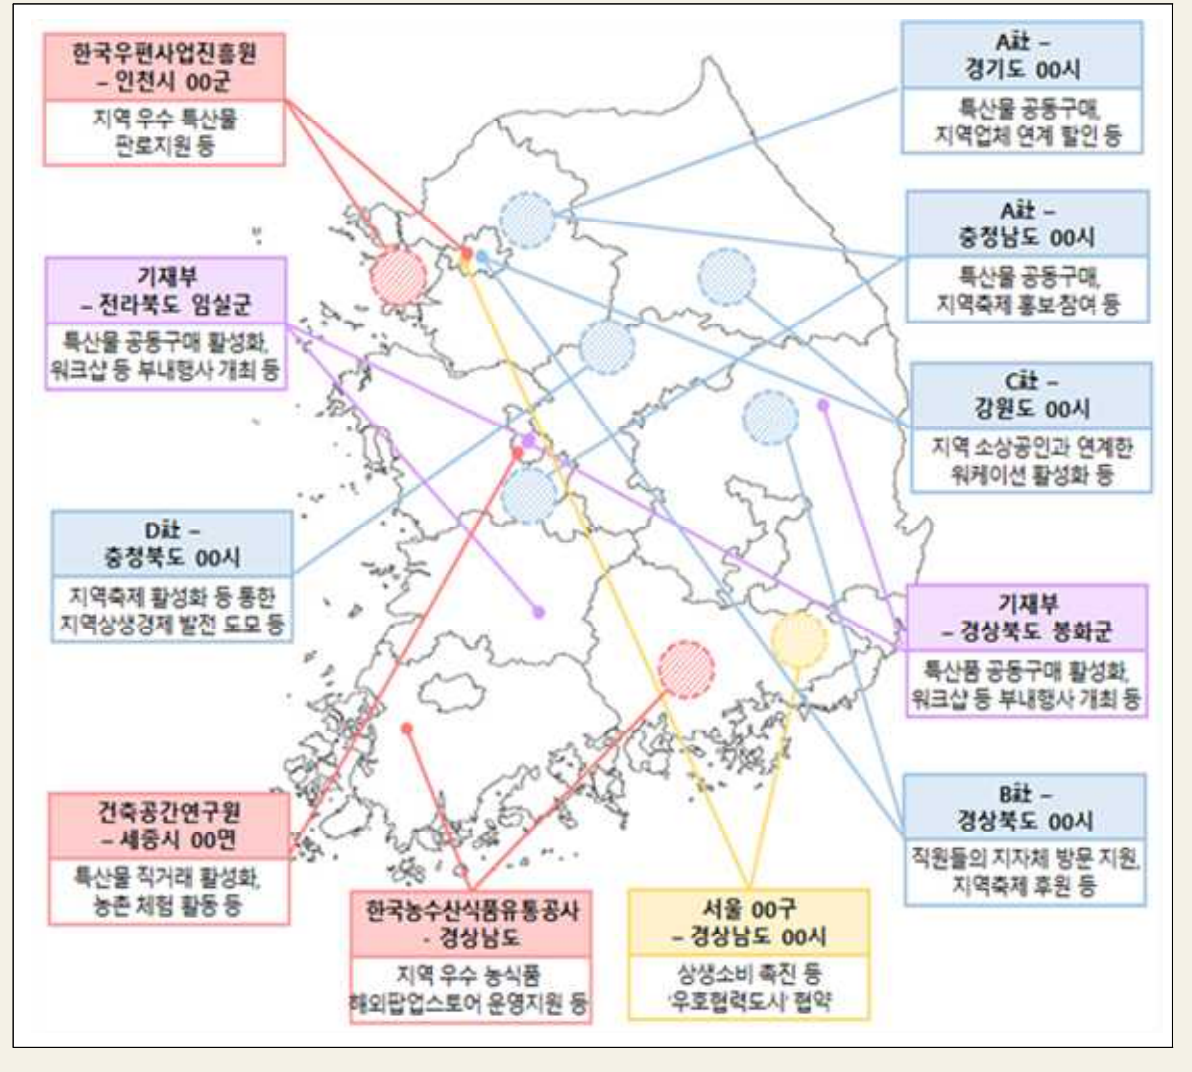 한국우편사업진흥원
– 인천시 00군
지역 우수 특산물
판로지원 등
A社 –
경기도 00시
특산물 공동구매,
지역업체 연계 할인 등
A社 –
충청남도 00시
특산물 공동구매,
지역축제 홍보·참여 등
기재부
– 전라북도 임실군
특산물 공동구매 활성화,
워크샵 등 부내행사 개최 등
C社 –
강원도 00시
지역 소상공인과 연계한
워케이션 활성화 등
D社 –
충청북도 00시
지역축제 활성화 등 통한
지역상생경제 발전 도모 등
기재부
– 경상북도 봉화군
특산품 공동구매 활성화,
워크샵 등 부내행사 개최 등
건축공간연구원
– 세종시 00면
특산물 직거래 활성화,
농촌 체험 활동 등
B社 –
경상북도 00시
직원들의 지자체 방문 지원,
지역축제 후원 등
한국농수산식품유통공사
- 경상남도
지역 우수 농식품
해외팝업스토어 운영지원 등
서울 00구
– 경상남도 00시
상생소비 촉진 등
'우호협력도시' 협약